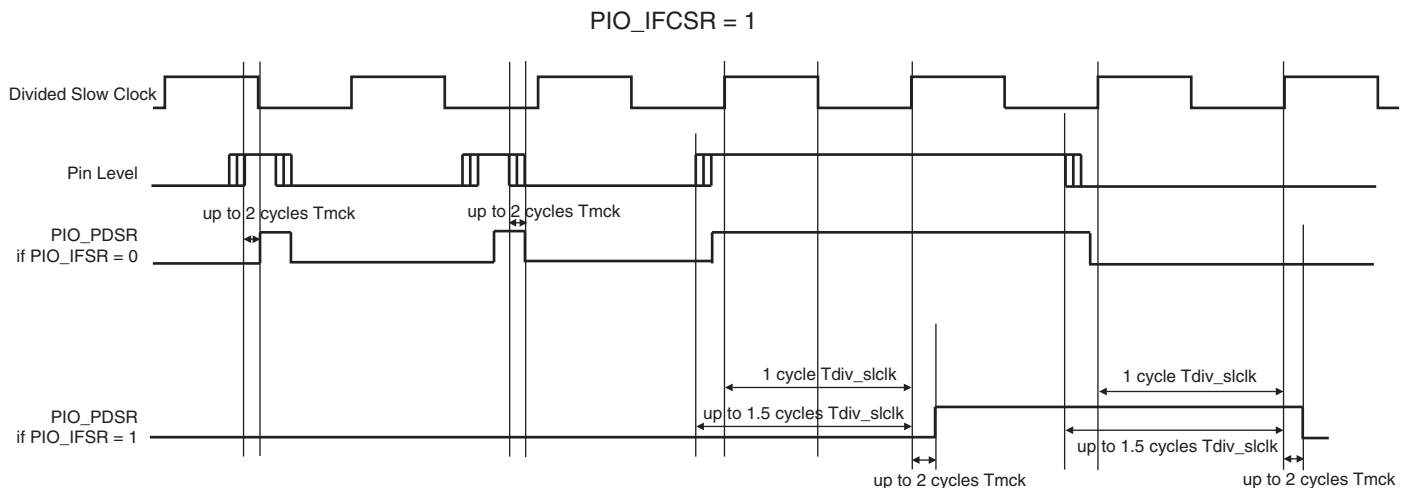 PIO_IFCSR = 1
Divided Slow Clock
Pin Level
up to 2 cycles Tmck
up to 2 cycles Tmck
PIO_PDSR
if PIO_IFSR = 0
1 cycle Tdiv_slclk
1 cycle Tdiv_slclk
PIO_PDSR
if PIO_IFSR = 1
up to 1.5 cycles Tdiv_slclk
up to 1.5 cycles Tdiv_slclk
up to 2 cycles Tmck
up to 2 cycles Tmck